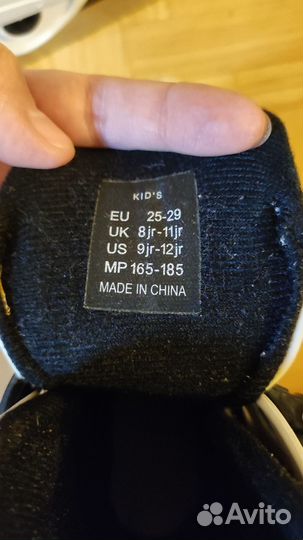 KID'S
EU 25-29
UK 8jr-11jr
US 9jr-12jr
MP 165-185
MADE IN CHINA
Avito